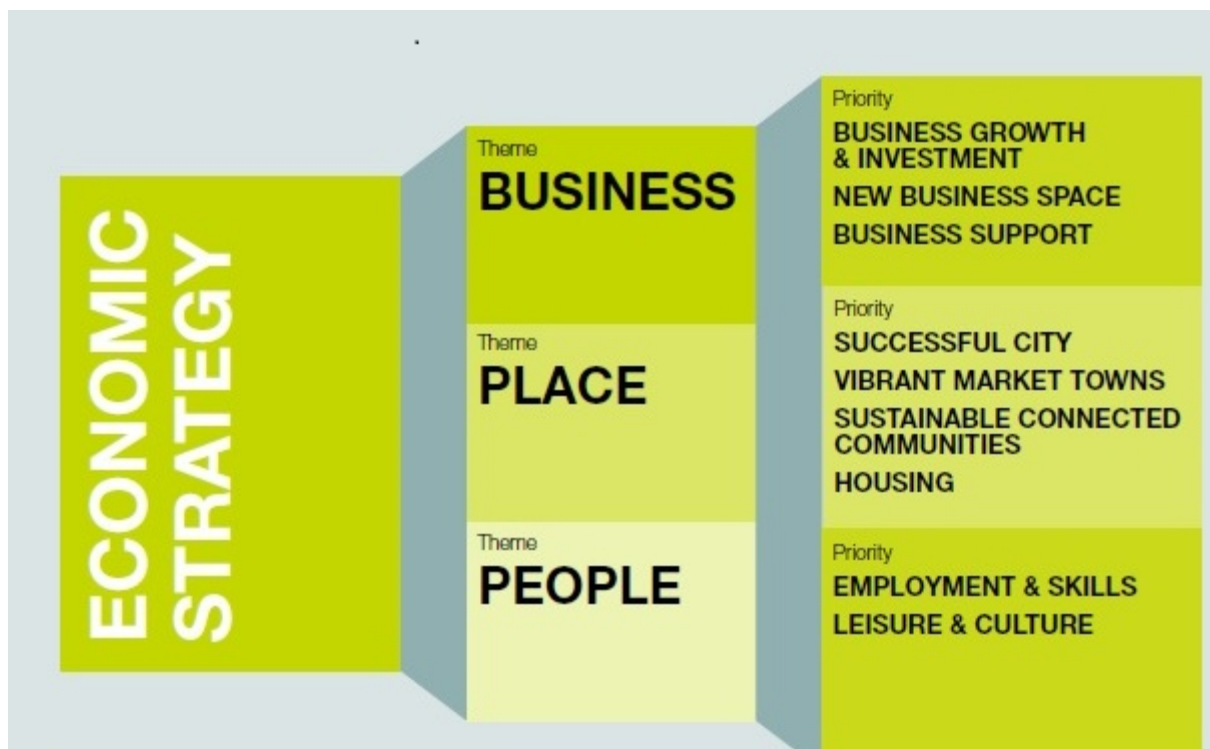 ECONOMIC
STRATEGY
Theme
BUSINESS
Priority
BUSINESS GROWTH
& INVESTMENT
NEW BUSINESS SPACE
BUSINESS SUPPORT
Theme
PLACE
Priority
SUCCESSFUL CITY
VIBRANT MARKET TOWNS
SUSTAINABLE CONNECTED
COMMUNITIES
HOUSING
Theme
PEOPLE
Priority
EMPLOYMENT & SKILLS
LEISURE & CULTURE